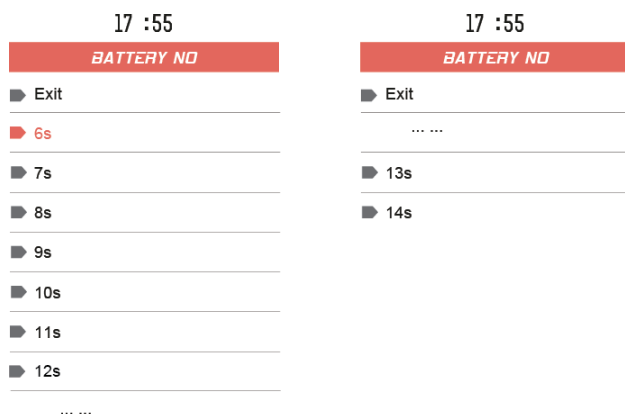 17 :55
BATTERY NO
Exit
6s
7s
8s
9s
10s
11s
12s
... ...
17 :55
BATTERY NO
Exit
... ...
13s
14s